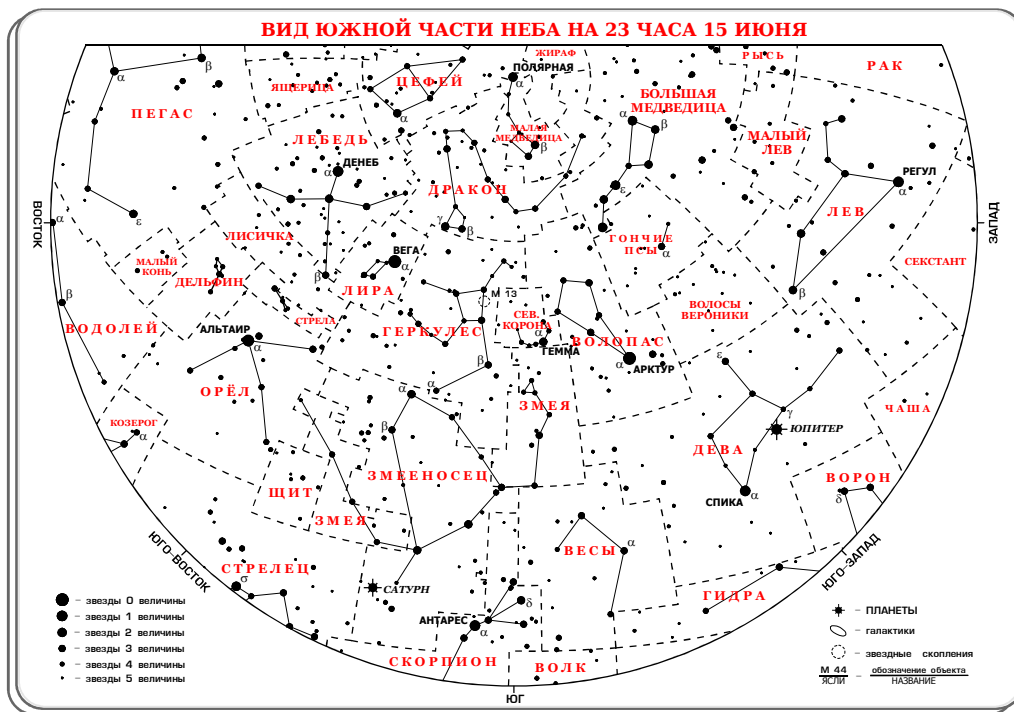 ВИД ЮЖНОЙ ЧАСТИ НЕБА НА 23 ЧАСА 15 ИЮНЯ
ЖИРАФ
РЫСЬ
РАК
ПОЛЯРНАЯ
α
β
α
ПЕГАС
ЯЩЕРИЦА
ЦЕФЕЙ
α
БОЛЬШАЯ
МЕДВЕДИЦА
α
β
ε
МАЛАЯ
МЕДВЕДИЦА
β
МАЛЫЙ
ЛЕВ
ЛЕБЕДЬ
ДЕНЕБ
α
β
ДРАКОН
γ
β
РЕГУЛ
α
ЛЕВ
β
ВОСТОК
α
ε
ЗАПАД
ЛИСИЧКА
ВЕГА
α
ГОНЧИЕ
ПСЫ
α
СЕКСТАНТ
МАЛЫЙ
КОНЬ
ДЕЛЬФИН
ЛИРА
М 13
β
ВОДОЛЕЙ
СТРЕЛА
ГЕРКУЛЕС
β
α
СЕВ.
КОРОНА
α
ГЕММА
ВОЛОПАС
α
АРКТУР
ВОЛОСЫ
ВЕРОНИКИ
АЛЬТАИР
α
ОРЁЛ
ε
γ
ЮПИТЕР
ЧАША
КОЗЕРОГ
α
α
β
ЗМЕЯ
ДЕВА
ЗМЕЕНОСЕЦ
ЩИТ
ЗМЕЯ
СПИКА
α
ВОРОН
δ
ЮГО-ВОСТОК
ВЕСЫ
α
ЮГО-ЗАПАД
СТРЕЛЕЦ
σ
САТУРН
ГИДРА
АНТАРЕС
α
δ
СКОРПИОН
ВОЛК
ЮГ
– звезды 0 величины
– звезды 1 величины
– звезды 2 величины
– звезды 3 величины
– звезды 4 величины
– звезды 5 величины
– ПЛАНЕТЫ
– галактики
– звездные скопления
М 44 – обозначение объекта
ЯСЛИ НАЗВАНИЕ